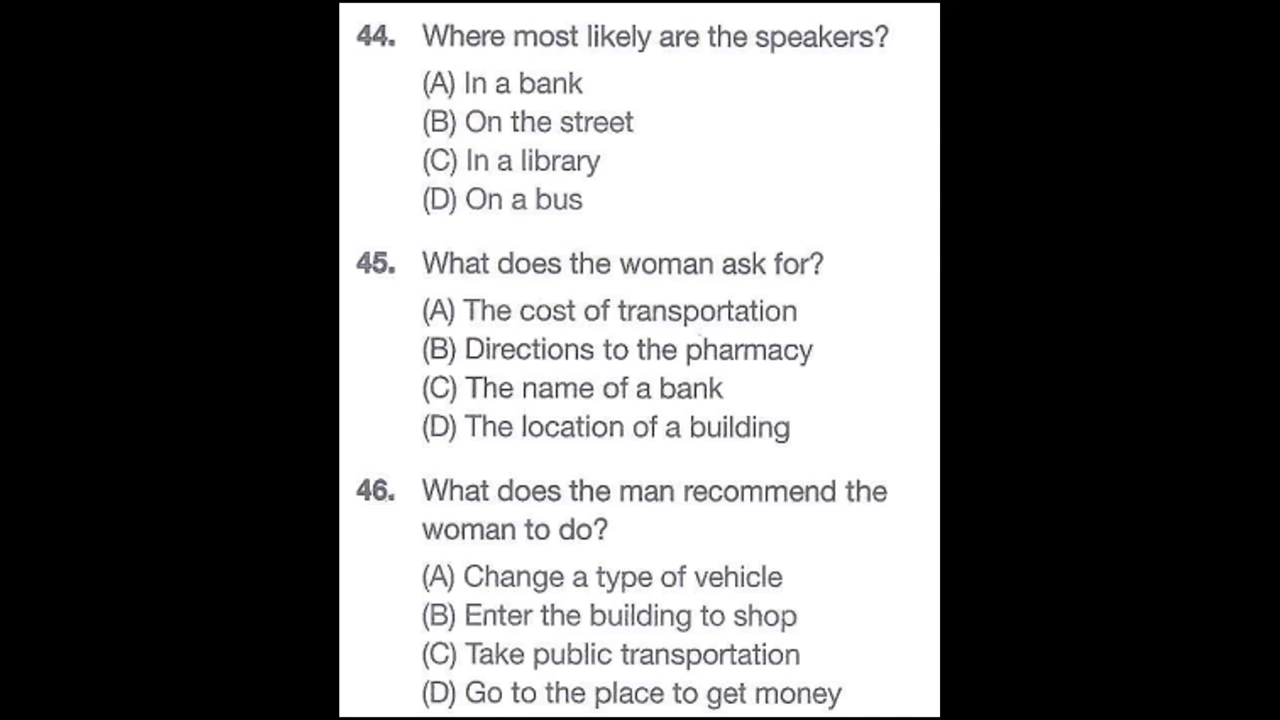 44. Where most likely are the speakers?
(A) In a bank
(B) On the street
(C) In a library
(D) On a bus
45. What does the woman ask for?
(A) The cost of transportation
(B) Directions to the pharmacy
(C) The name of a bank
(D) The location of a building
46. What does the man recommend the
woman to do?
(A) Change a type of vehicle
(B) Enter the building to shop
(C) Take public transportation
(D) Go to the place to get money